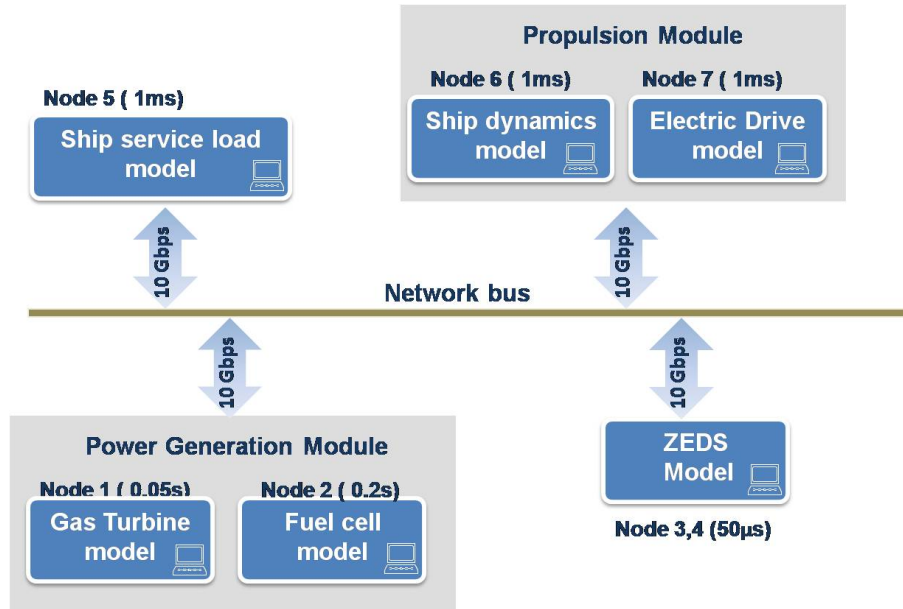 Propulsion Module
Node 6 ( 1ms)
Node 7 ( 1ms)
Node 5 ( 1ms)
Ship dynamics
model
Electric Drive
model
Ship service load
model
10 Gbps
10 Gbps
Network bus
10 Gbps
10 Gbps
Power Generation Module
Node 1 ( 0.05s)
Node 2 ( 0.2s)
Gas Turbine
model
Fuel cell
model
ZEDS
Model
Node 3,4 (50µs)